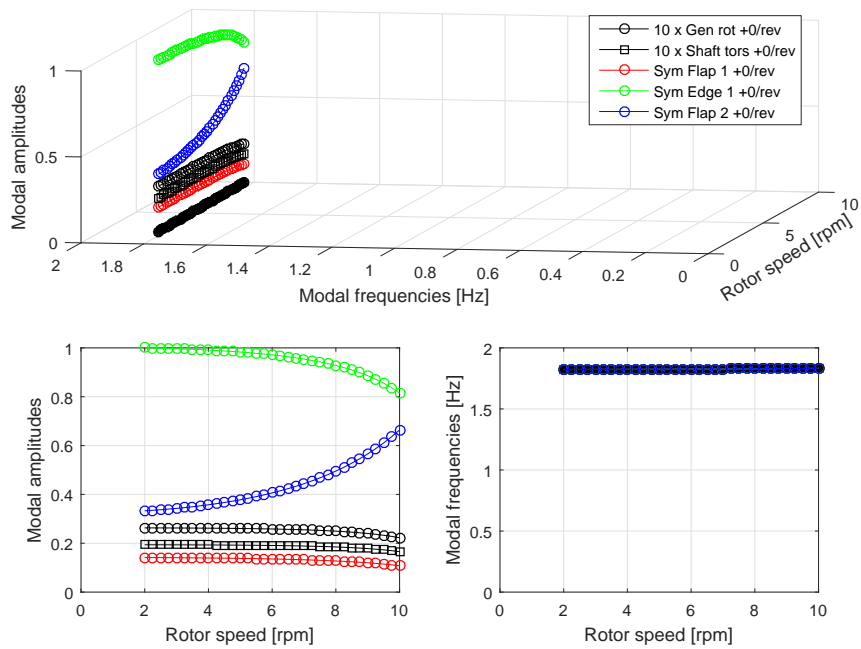 10
5
0
Rotor speed [rpm]
1
0.5
0
Modal amplitudes
2
1.8
1.6
1.4
1.2
1
0.8
0.6
0.4
0.2
0
Modal frequencies [Hz]
10 x Gen rot +0/rev
10 x Shaft tors +0/rev
Sym Flap 1 +0/rev
Sym Edge 1 +0/rev
Sym Flap 2 +0/rev
1
0.8
0.6
0.4
0.2
0
Modal amplitudes
0 2 4 6 8 10
Rotor speed [rpm]
2
1.5
1
0.5
0
Modal frequencies [Hz]
0 2 4 6 8 10
Rotor speed [rpm]